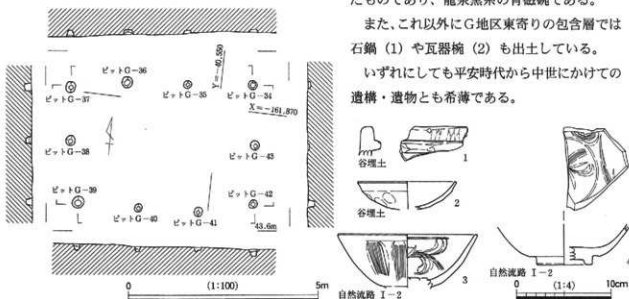 ピットG-36
ピットG-37
ピットG-35
ピットG-34
Y=-40,550
X=-161,870
ピットG-38
ピットG-43
ピットG-39
ピットG-40
ピットG-41
ピットG-42
43.6m
0 (1:100) 5m
たものであり、龍泉窯系の青磁碗である。
また、これ以外にG地区東寄りの包含層では
石鍋（1）や瓦器椀（2）も出土している。
いずれにしても平安時代から中世にかけての
遺構・遺物とも希薄である。
谷埋土
1
谷埋土
2
自然流路 Ⅰ-2
3
自然流路 Ⅰ-2
4
0 (1:4) 10cm